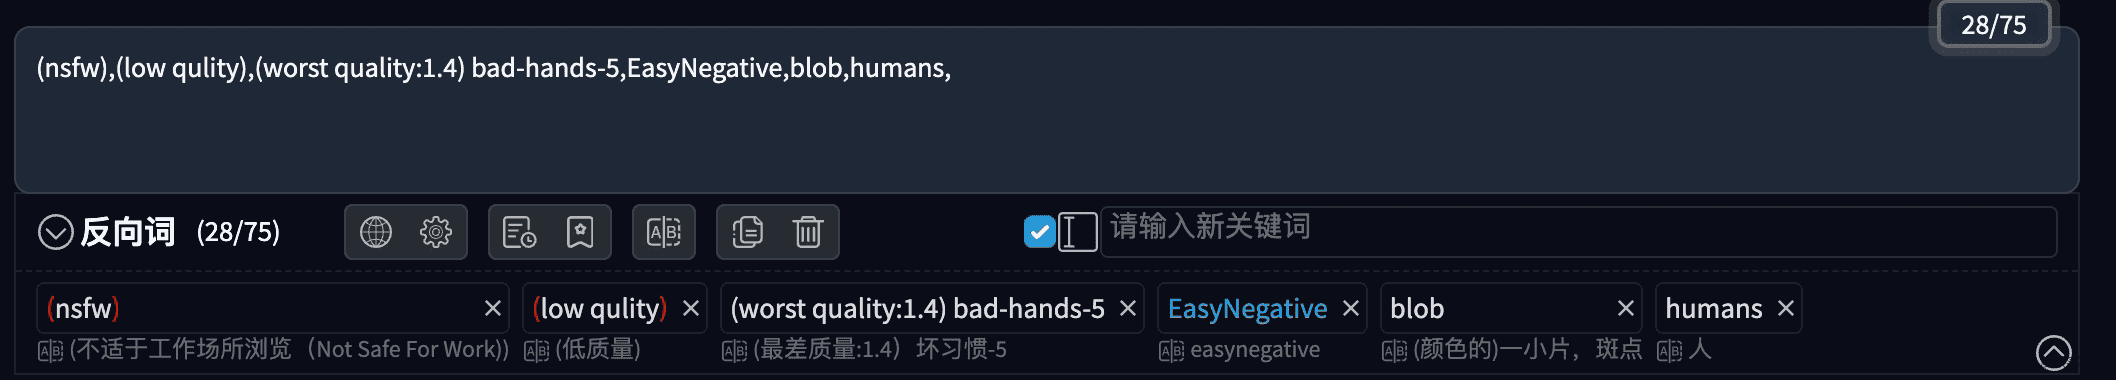 28/75
(nsfw),(low qulity),(worst quality:1.4) bad-hands-5,EasyNegative,blob,humans,
反向词 (28/75) 请输入新关键词
(nsfw) (low qulity) (worst quality:1.4) bad-hands-5 EasyNegative blob humans
(不适于工作场所浏览（Not Safe For Work)) (低质量) (最差质量:1.4）坏习惯-5 easynegative (颜色的)一小片，斑点 人